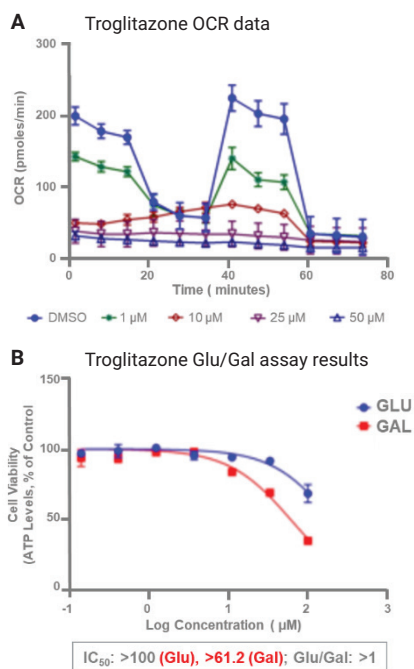 A Troglitazone OCR data
300
200
100
0
OCR (pmoles/min)
0 20 40 60 80
Time ( minutes)
DMSO 1 µM 10 µM 25 µM 50 µM
B Troglitazone Glu/Gal assay results
150
100
50
0
Cell Viability
(ATP Levels, % of Control
GLU
GAL
-1 0 1 2 3
Log Concentration ( µM)
IC50: >100 (Glu), >61.2 (Gal); Glu/Gal: >1